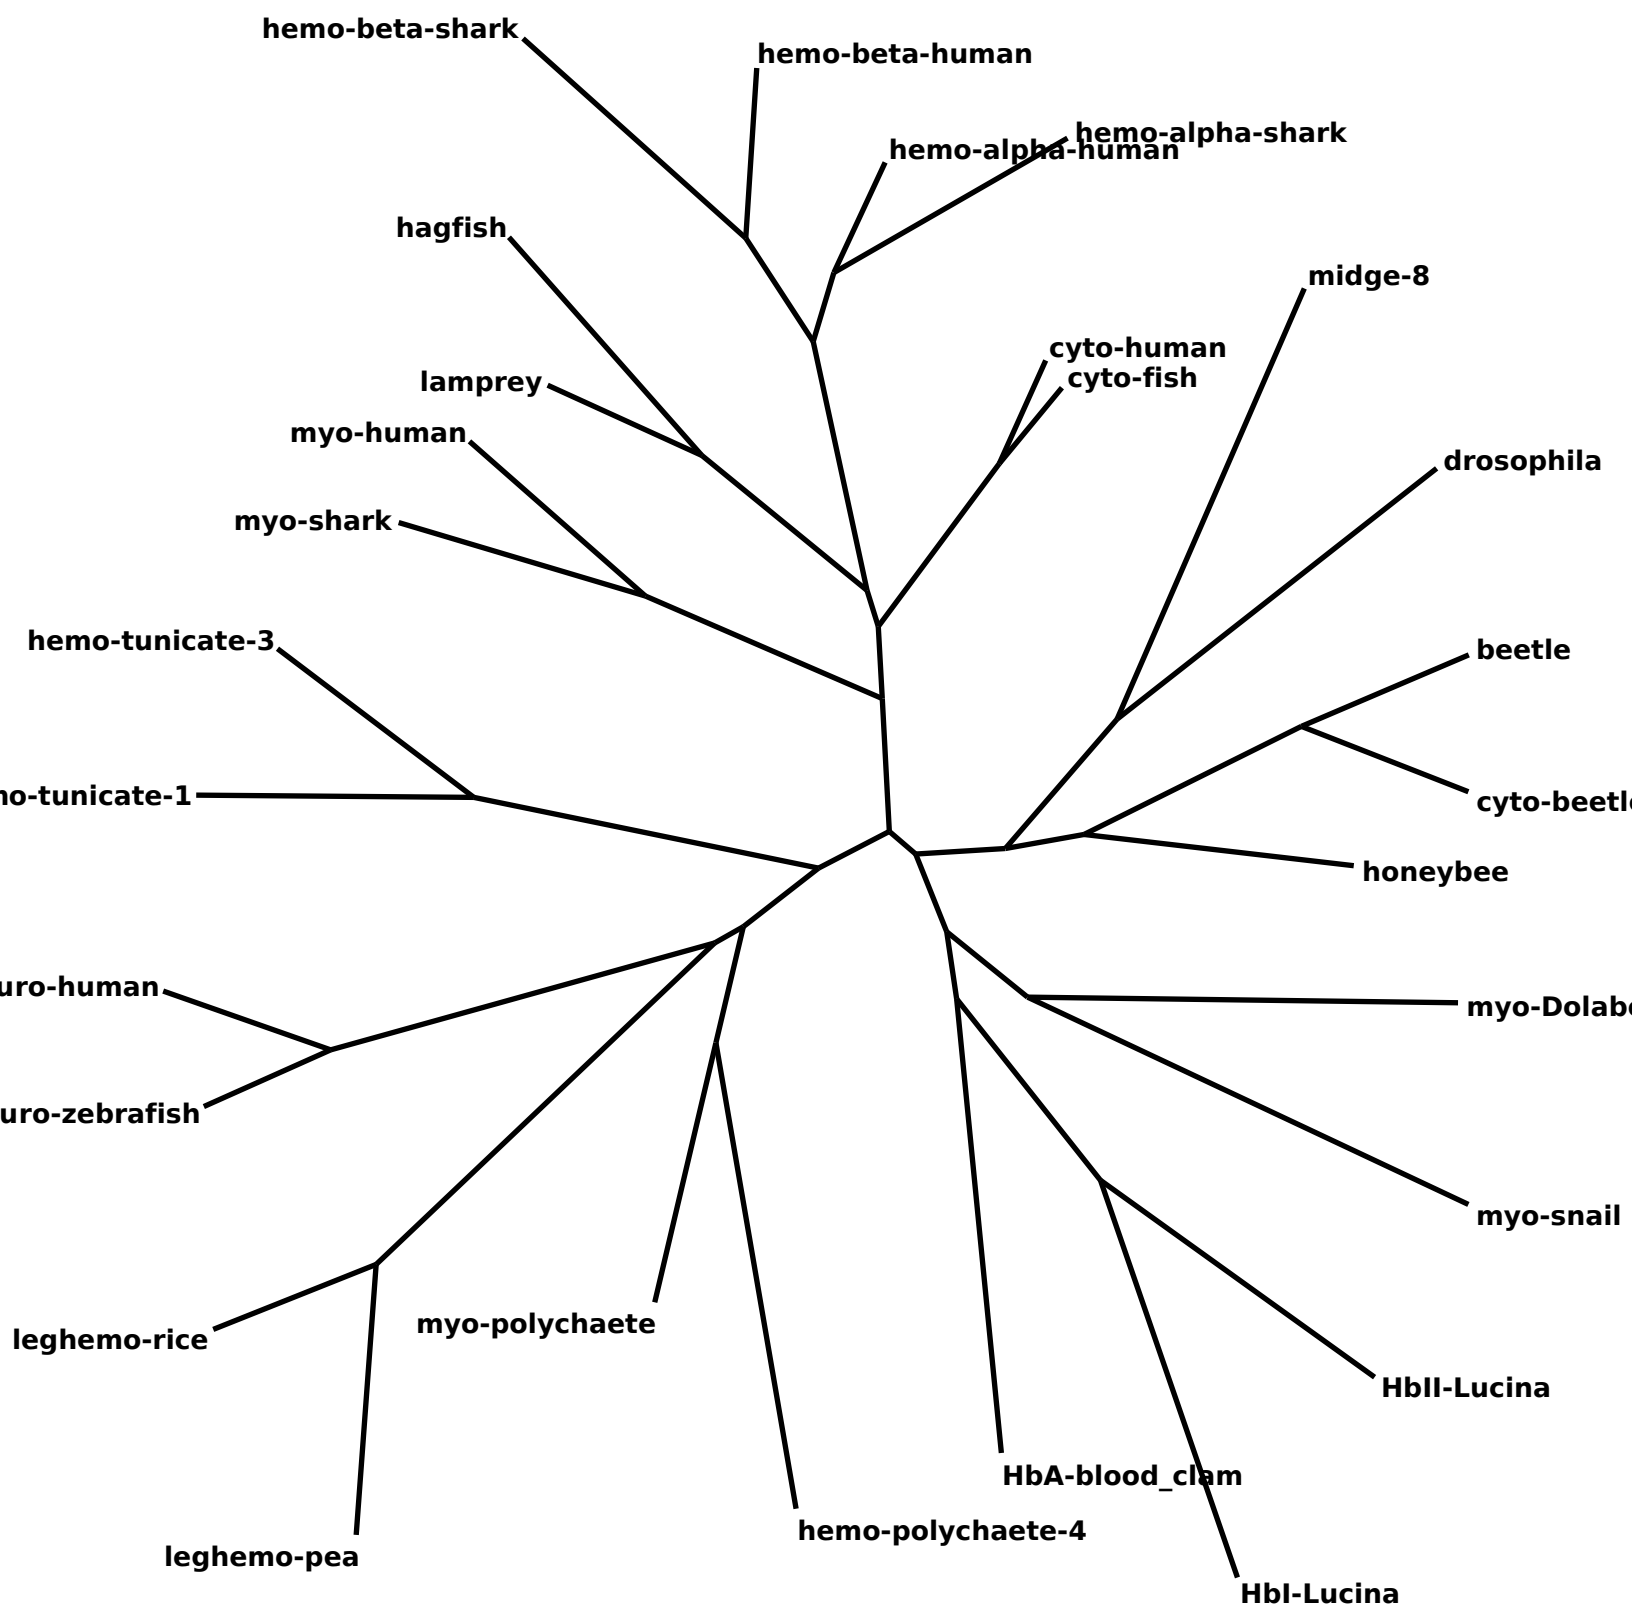 hemo-beta-shark
hemo-beta-human
hemo-alpha-shark
hemo-alpha-human
hagfish
midge-8
cyto-human
cyto-fish
lamprey
myo-human
drosophila
myo-shark
hemo-tunicate-3
beetle
mo-tunicate-1
cyto-beetle
honeybee
uro-human
myo-Dolabe
uro-zebrafish
myo-snail
myo-polychaete
leghemo-rice
HbII-Lucina
HbA-blood_clam
hemo-polychaete-4
leghemo-pea
HbI-Lucina